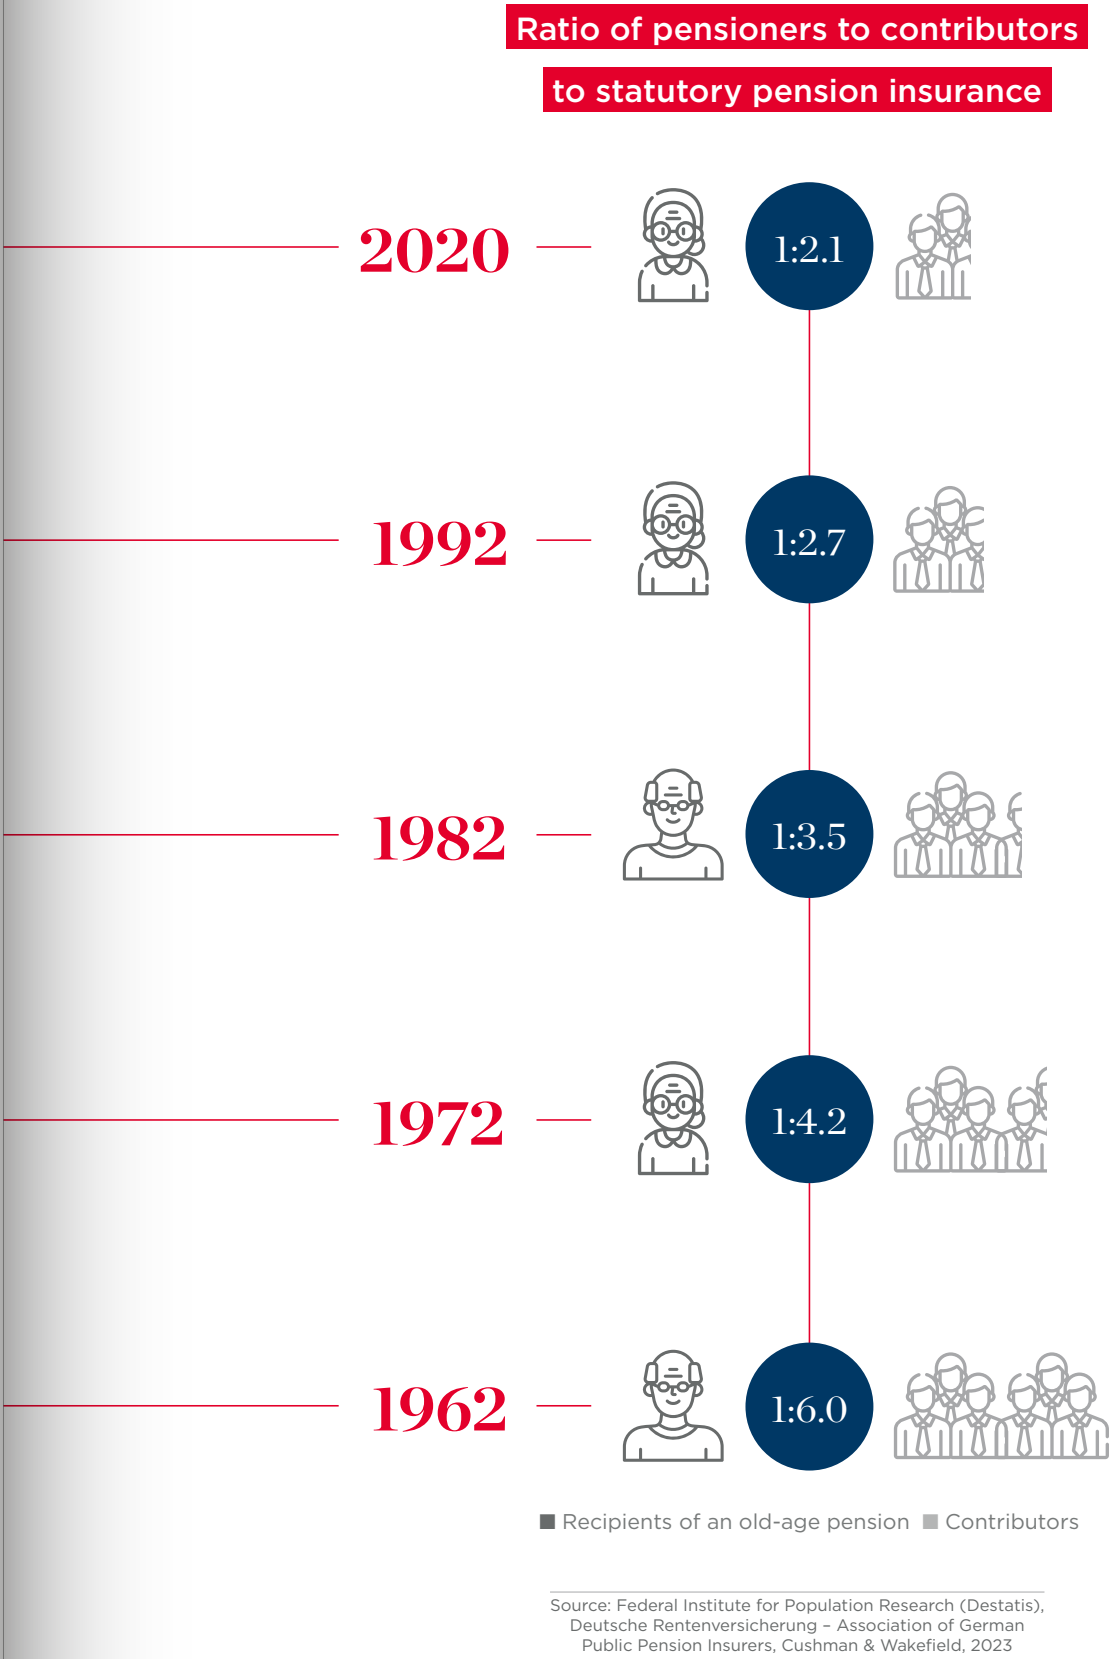 Ratio of pensioners to contributors
to statutory pension insurance
2020
1:2.1
1992
1:2.7
1982
1:3.5
1972
1:4.2
1962
1:6.0
Recipients of an old-age pension Contributors
Source: Federal Institute for Population Research (Destatis),
Deutsche Rentenversicherung – Association of German
Public Pension Insurers, Cushman & Wakefield, 2023